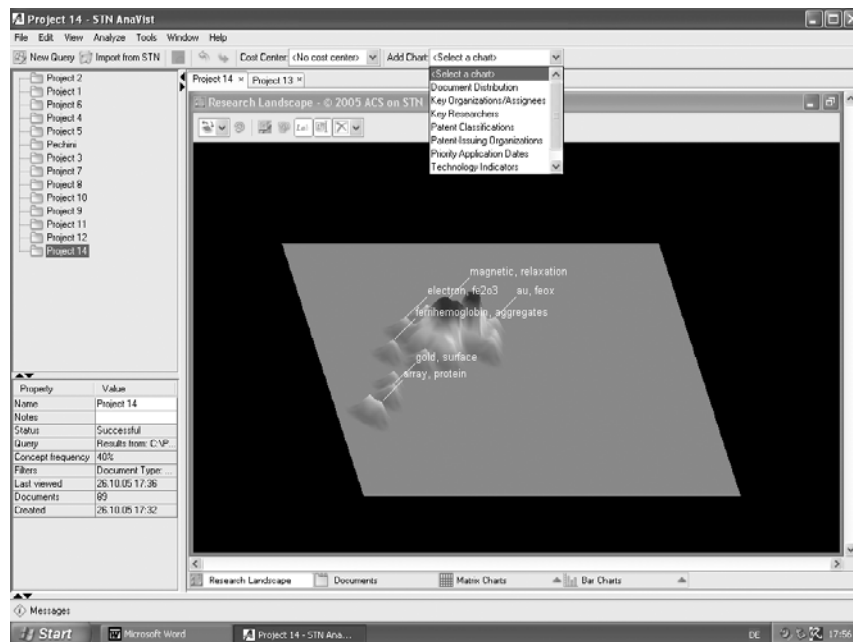 Project 14 - STN AnaVist
File Edit View Analyze Tools Window Help
New Query Import from STN Cost Center: <No cost center> Add Chart: <Select a chart>
<Select a chart>
Document Distribution
Key Organizations/Assignees
Key Researchers
Patent Classifications
Patent-Issuing Organizations
Priority Application Dates
Technology Indicators
Project 2
Project 1
Project 6
Project 4
Project 5
Pechini
Project 3
Project 7
Project 8
Project 10
Project 9
Project 11
Project 12
Project 14
Project 14 Project 13
Research Landscape - © 2005 ACS on STN
Lal
magnetic, relaxation
electron, fe2o3 au, feox
ferrihemoglobin, aggregates
gold, surface
array, protein
Property Value
Name Project 14
Notes
Status Successful
Query Results from: C:\P...
Concept frequency 40%
Filters Document Type: ...
Last viewed 26.10.05 17:36
Documents 89
Created 26.10.05 17:32
Research Landscape Documents Matrix Charts Bar Charts
Messages
Start Microsoft Word Project 14 - STN Ana... DE 17:56